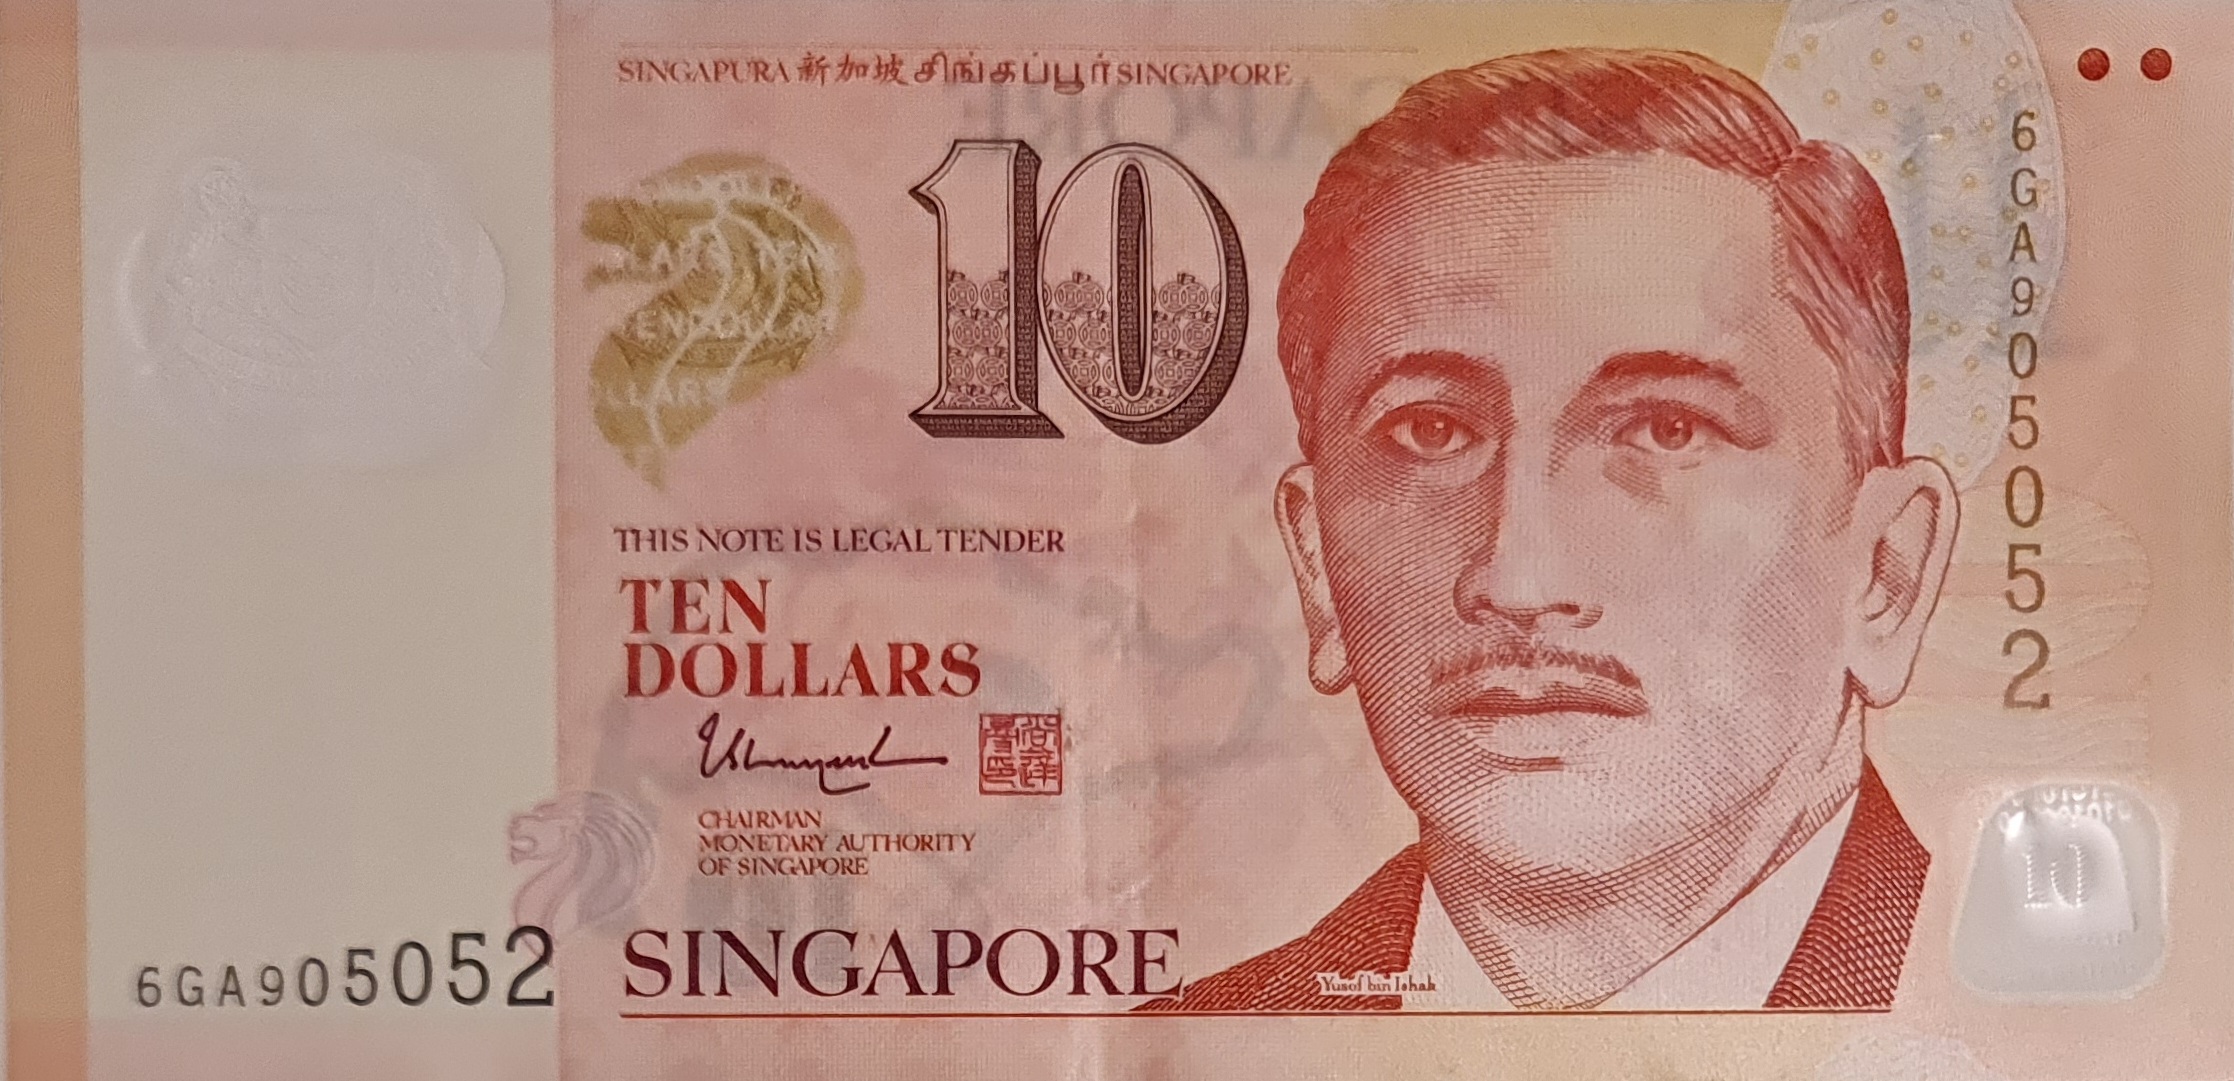 SINGAPURA 新加坡 சிங்கப்பூர் SINGAPORE
10
THIS NOTE IS LEGAL TENDER
TEN
DOLLARS
CHAIRMAN
MONETARY AUTHORITY
OF SINGAPORE
6GA905052
SINGAPORE
Yusof bin Ishak
6GA905052
10